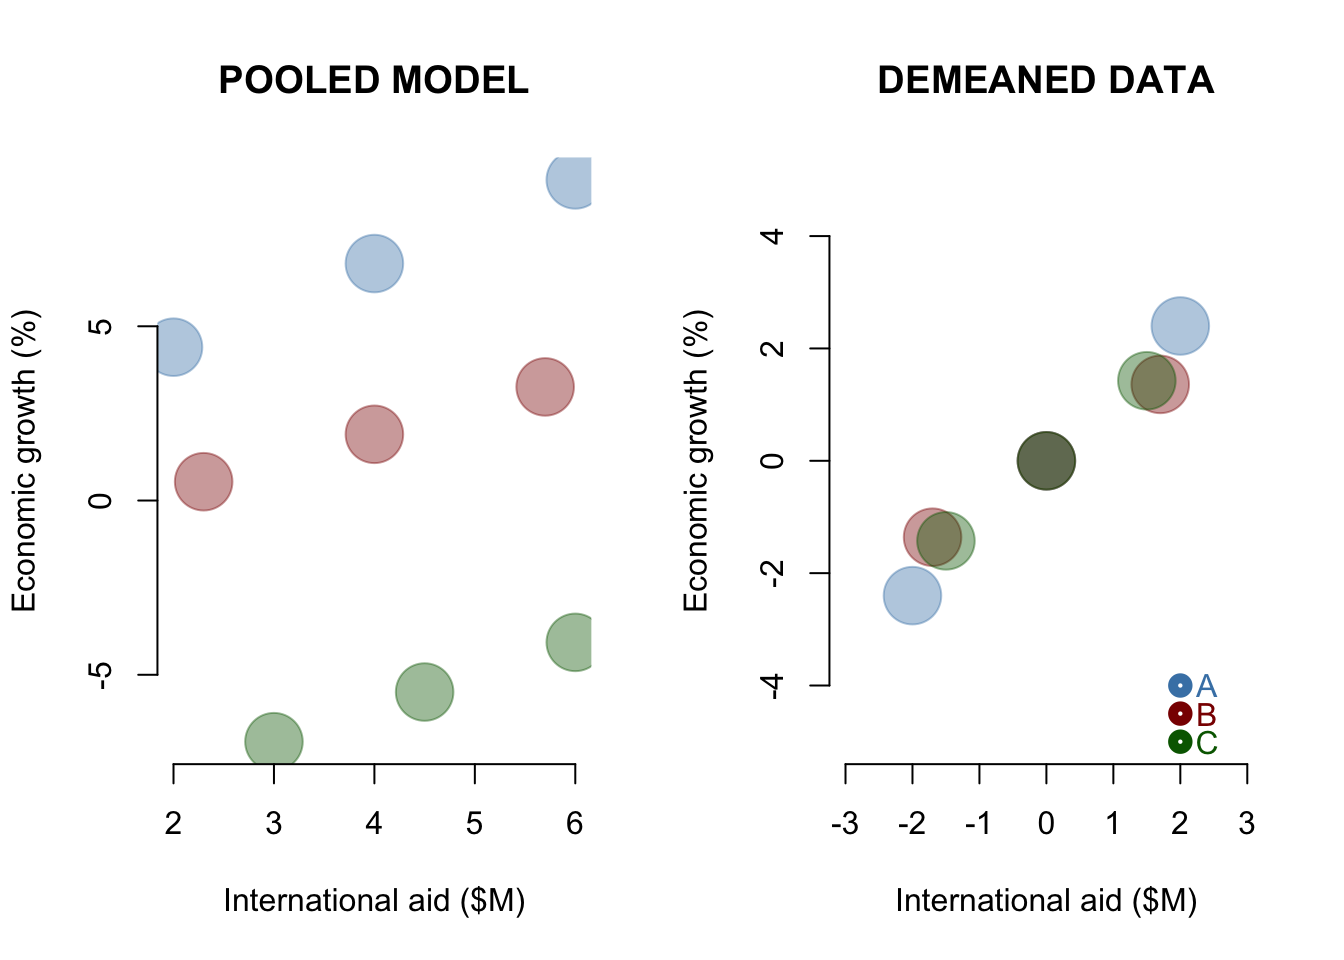 POOLED MODEL
Economic growth (%)
5
0
-5
2 3 4 5 6
International aid ($M)
DEMEANED DATA
Economic growth (%)
4
2
0
-2
-4
A
B
C
-3 -2 -1 0 1 2 3
International aid ($M)